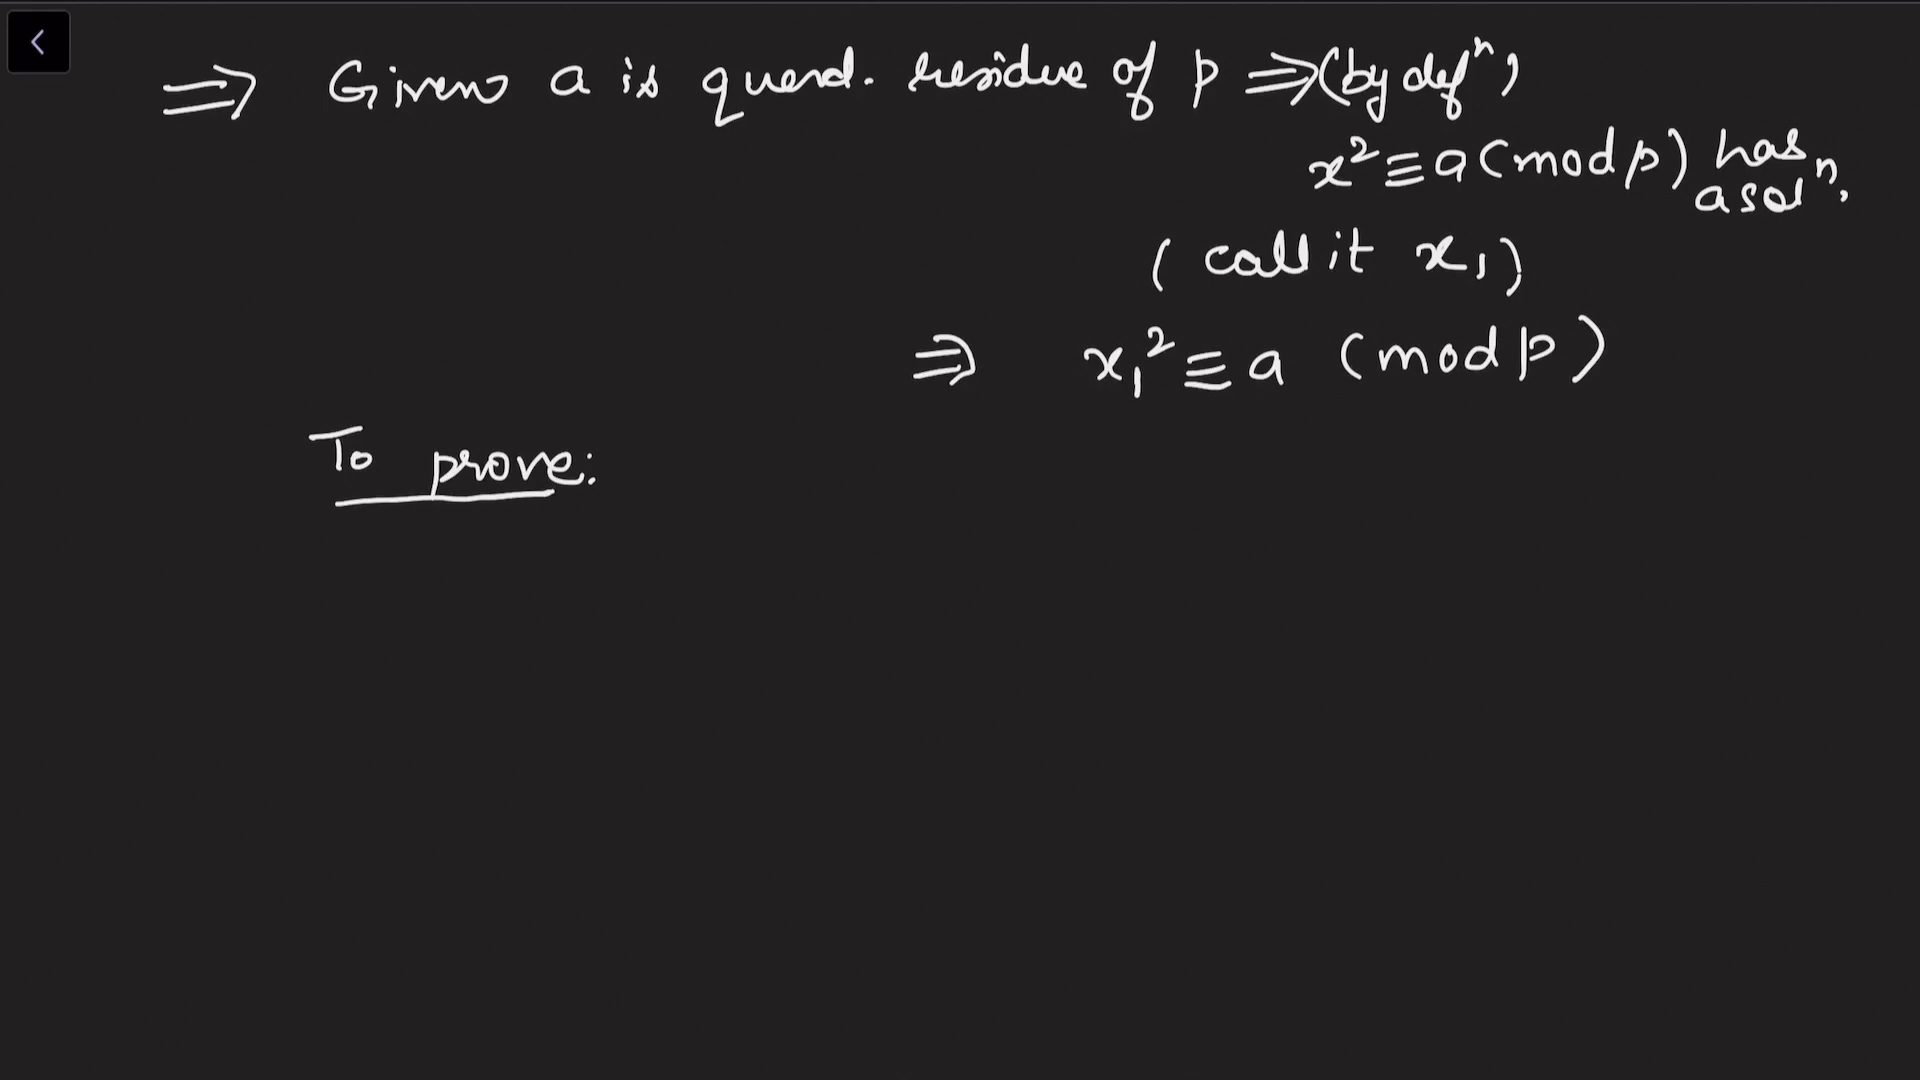 ⇒ Given a is quad. residue of p ⇒ (by defⁿ)
x² ≡ a (mod p) has a solⁿ.
(call it x₁)
⇒ x₁² ≡ a (mod p)
To prove: